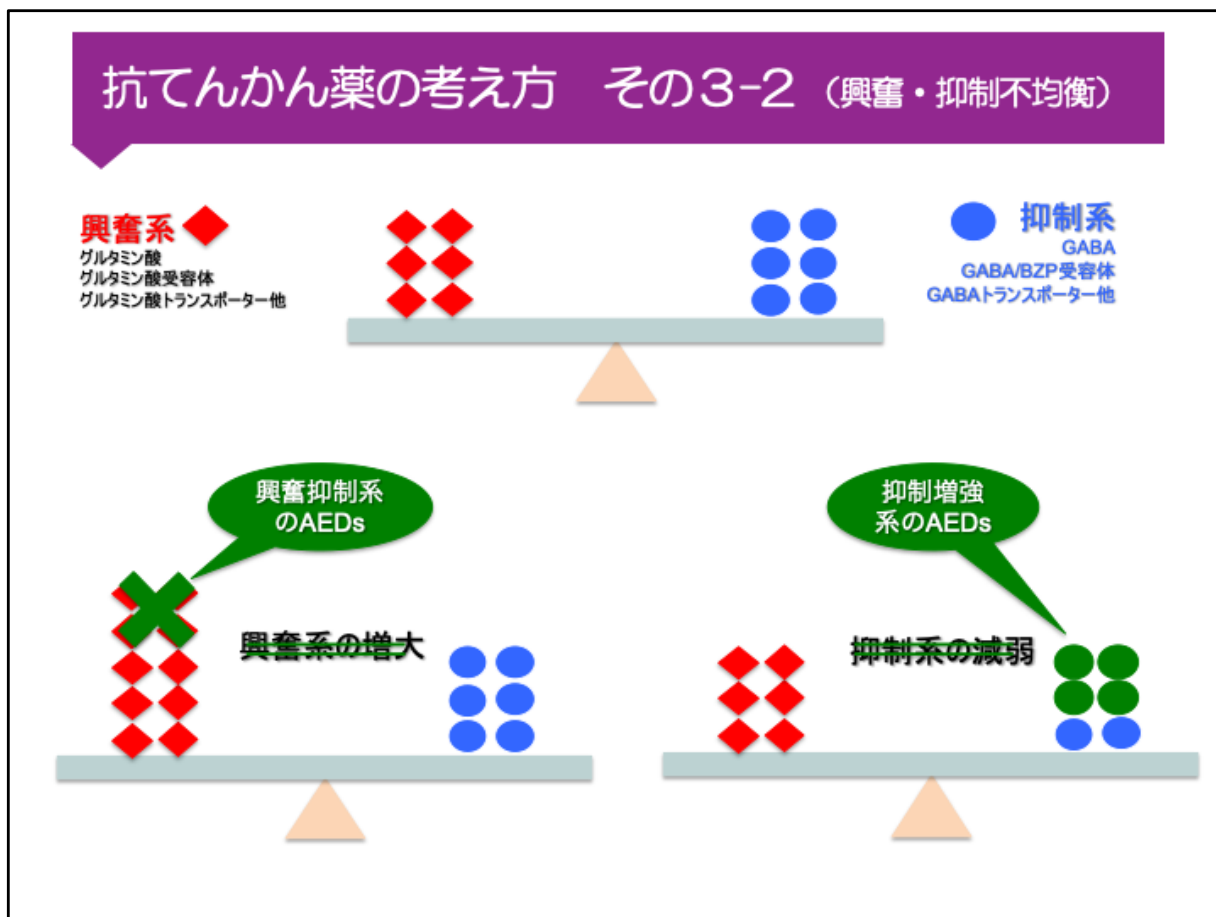 抗てんかん薬の考え方　その３-２（興奮・抑制不均衡）
興奮系
グルタミン酸
グルタミン酸受容体
グルタミン酸トランスポーター他
抑制系
GABA
GABA/BZP受容体
GABAトランスポーター他
興奮抑制系
のAEDs
興奮系の増大
抑制増強
系のAEDs
抑制系の減弱